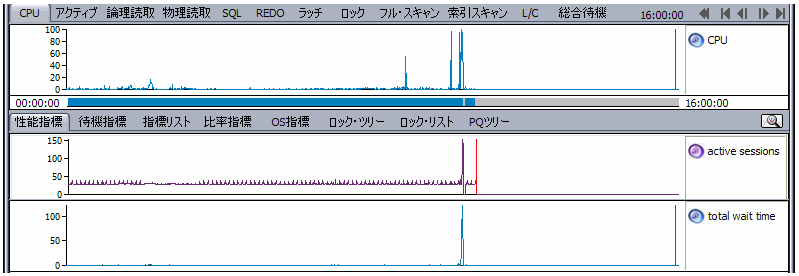 CPU アクティブ 論理読取 物理読取 SQL REDO ラッチ ロック フル・スキャン 索引スキャン L/C 総合待機 16:00:00
100
80
60
40
20
0
CPU
00:00:00 16:00:00
性能指標 待機指標 指標リスト 比率指標 OS指標 ロック・ツリー ロック・リスト PQツリー
150
100
50
0
active sessions
100
50
0
total wait time